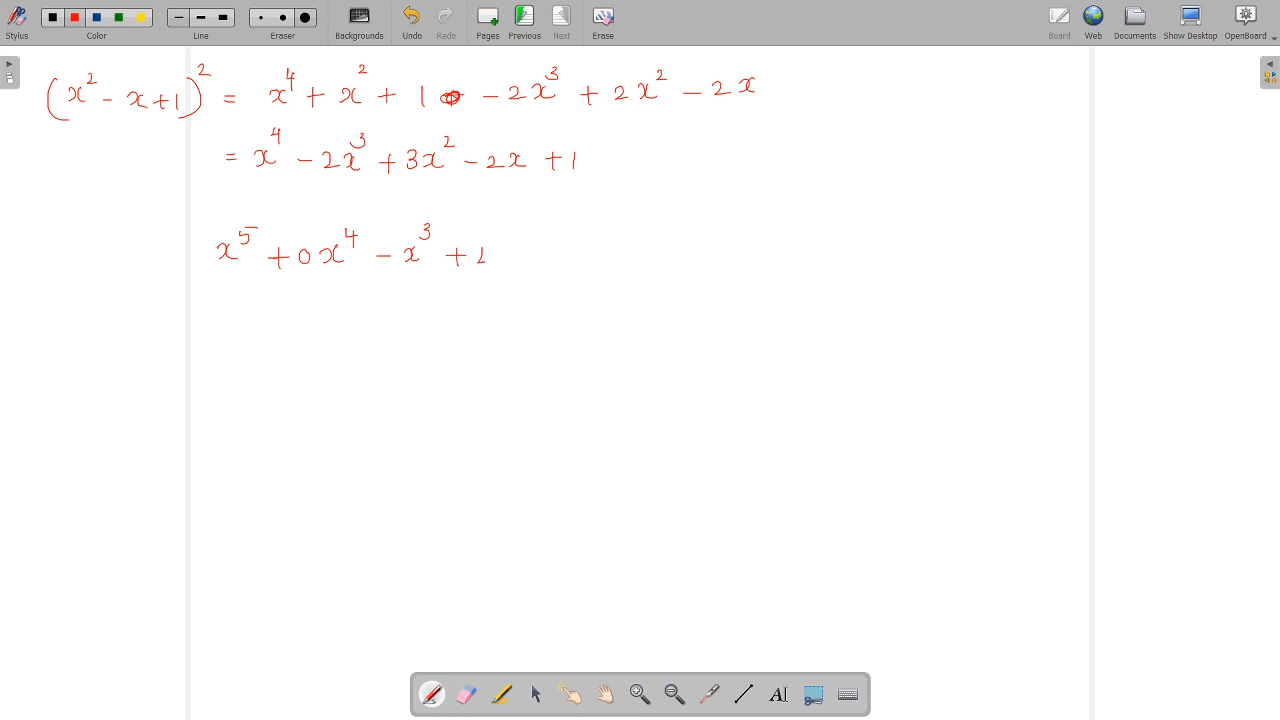 Stylus Color Line Eraser Backgrounds Undo Redo Pages Previous Next Erase Board Web Documents Show Desktop OpenBoard
(x² - x + 1)² = x⁴ + x² + 1 - 2x³ + 2x² - 2x
= x⁴ - 2x³ + 3x² - 2x + 1
x⁵ + 0x⁴ - x³ +